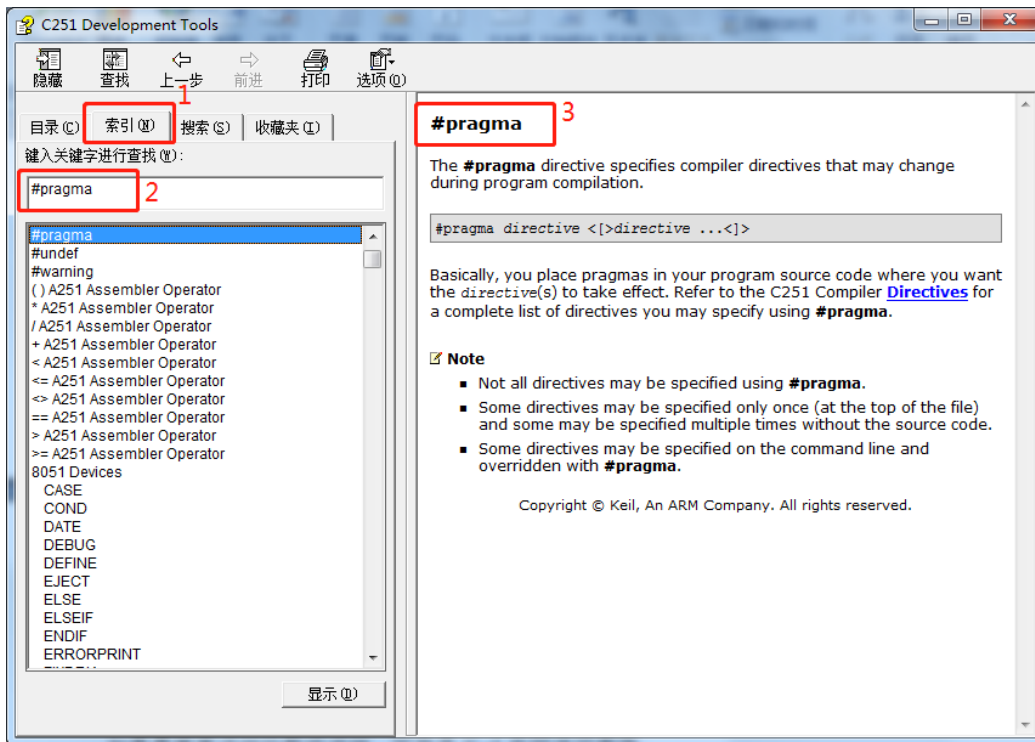 C251 Development Tools
隐藏 查找 上一步 前进 打印 选项(O)
1
目录(C) 索引(N) 搜索(S) 收藏夹(I)
键入关键字进行查找(W):
#pragma
2
#pragma
#undef
#warning
( ) A251 Assembler Operator
* A251 Assembler Operator
/ A251 Assembler Operator
+ A251 Assembler Operator
< A251 Assembler Operator
<= A251 Assembler Operator
<> A251 Assembler Operator
== A251 Assembler Operator
> A251 Assembler Operator
>= A251 Assembler Operator
8051 Devices
CASE
COND
DATE
DEBUG
DEFINE
EJECT
ELSE
ELSEIF
ENDIF
ERRORPRINT
显示(D)
#pragma
3
The #pragma directive specifies compiler directives that may change
during program compilation.
#pragma directive <[>directive ...<]>
Basically, you place pragmas in your program source code where you want
the directive(s) to take effect. Refer to the C251 Compiler Directives for
a complete list of directives you may specify using #pragma.
Note
Not all directives may be specified using #pragma.
Some directives may be specified only once (at the top of the file)
and some may be specified multiple times without the source code.
Some directives may be specified on the command line and
overridden with #pragma.
Copyright © Keil, An ARM Company. All rights reserved.